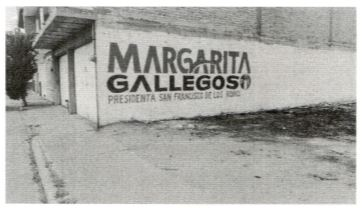 MARGARITA
GALLEGOS
PRESIDENTA SAN FRANCISCO DE LOS ROMO